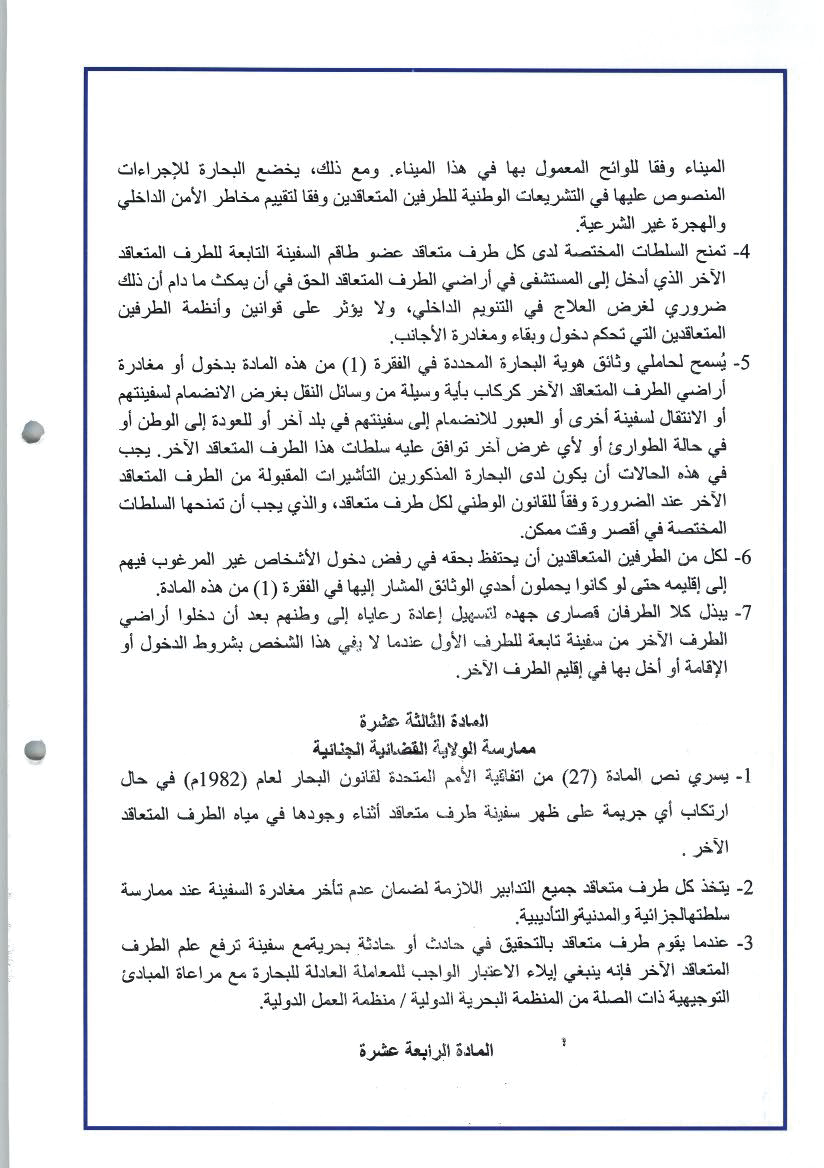 الميناء وفقا للوائح المعمول بها في هذا الميناء. ومع ذلك، يخضع البحارة للإجراءات
المنصوص عليها في التشريعات الوطنية للطرفين المتعاقدين وفقا لتقييم مخاطر الأمن الداخلي
والهجرة غير الشرعية.
4- تمنح السلطات المختصة لدى كل طرف متعاقد عضو طاقم السفينة التابعة للطرف المتعاقد
الآخر الذي أدخل إلى المستشفى في أراضي الطرف المتعاقد الحق في أن يمكث ما دام أن ذلك
ضروري لغرض العلاج في التنويم الداخلي، ولا يؤثر على قوانين وأنظمة الطرفين
المتعاقدين التي تحكم دخول وبقاء ومغادرة الأجانب.
5- يُسمح لحاملي وثائق هوية البحارة المحددة في الفقرة (1) من هذه المادة بدخول أو مغادرة
أراضي الطرف المتعاقد الآخر كركاب بأية وسيلة من وسائل النقل بغرض الانضمام لسفينتهم
أو الانتقال لسفينة أخرى أو العبور للانضمام إلى سفينتهم في بلد آخر أو للعودة إلى الوطن أو
في حالة الطوارئ أو لأي غرض آخر توافق عليه سلطات هذا الطرف المتعاقد الآخر. يجب
في هذه الحالات أن يكون لدى البحارة المذكورين التأشيرات المقبولة من الطرف المتعاقد
الآخر عند الضرورة وفقاً للقانون الوطني لكل طرف متعاقد، والذي يجب أن تمنحها السلطات
المختصة في أقصر وقت ممكن.
6- لكل من الطرفين المتعاقدين أن يحتفظ بحقه في رفض دخول الأشخاص غير المرغوب فيهم
إلى إقليمه حتى لو كانوا يحملون أحدي الوثائق المشار إليها في الفقرة (1) من هذه المادة.
7- يبذل كلا الطرفان قصارى جهده لتسهيل إعادة رعاياه إلى وطنهم بعد أن دخلوا أراضي
الطرف الآخر من سفينة تابعة للطرف الأول عندما لا يفي هذا الشخص بشروط الدخول أو
الإقامة أو أخل بها في إقليم الطرف الآخر.
المادة الثالثة عشرة
ممارسة الولاية القضائية الجنائية
1- يسري نص المادة (27) من اتفاقية الأمم المتحدة لقانون البحار لعام (1982م) في حال
ارتكاب أي جريمة على ظهر سفينة طرف متعاقد أثناء وجودها في مياه الطرف المتعاقد
الآخر .
2- يتخذ كل طرف متعاقد جميع التدابير اللازمة لضمان عدم تأخر مغادرة السفينة عند ممارسة
سلطتهالجزائية والمدنيةوالتأديبية.
3- عندما يقوم طرف متعاقد بالتحقيق في حادث أو حادثة بحريةمع سفينة ترفع علم الطرف
المتعاقد الآخر فإنه ينبغي إيلاء الاعتبار الواجب للمعاملة العادلة للبحارة مع مراعاة المبادئ
التوجيهية ذات الصلة من المنظمة البحرية الدولية / منظمة العمل الدولية.
المادة الرابعة عشرة